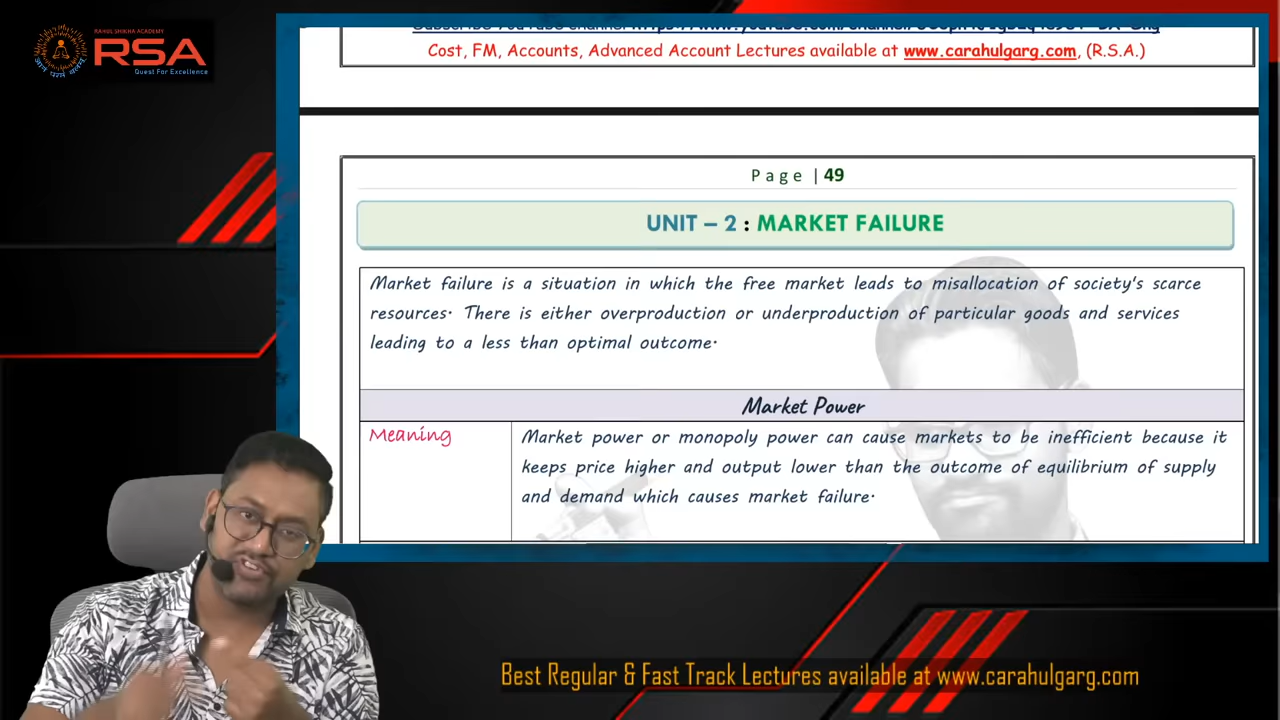 RAHUL SHIKHA ACADEMY
RSA
Quest For Excellence
Cost, FM, Accounts, Advanced Account Lectures available at www.carahulgarg.com, (R.S.A.)
Page | 49
UNIT – 2 : MARKET FAILURE
Market failure is a situation in which the free market leads to misallocation of society's scarce
resources. There is either overproduction or underproduction of particular goods and services
leading to a less than optimal outcome.
Market Power
Meaning
Market power or monopoly power can cause markets to be inefficient because it
keeps price higher and output lower than the outcome of equilibrium of supply
and demand which causes market failure.
Best Regular & Fast Track Lectures available at www.carahulgarg.com